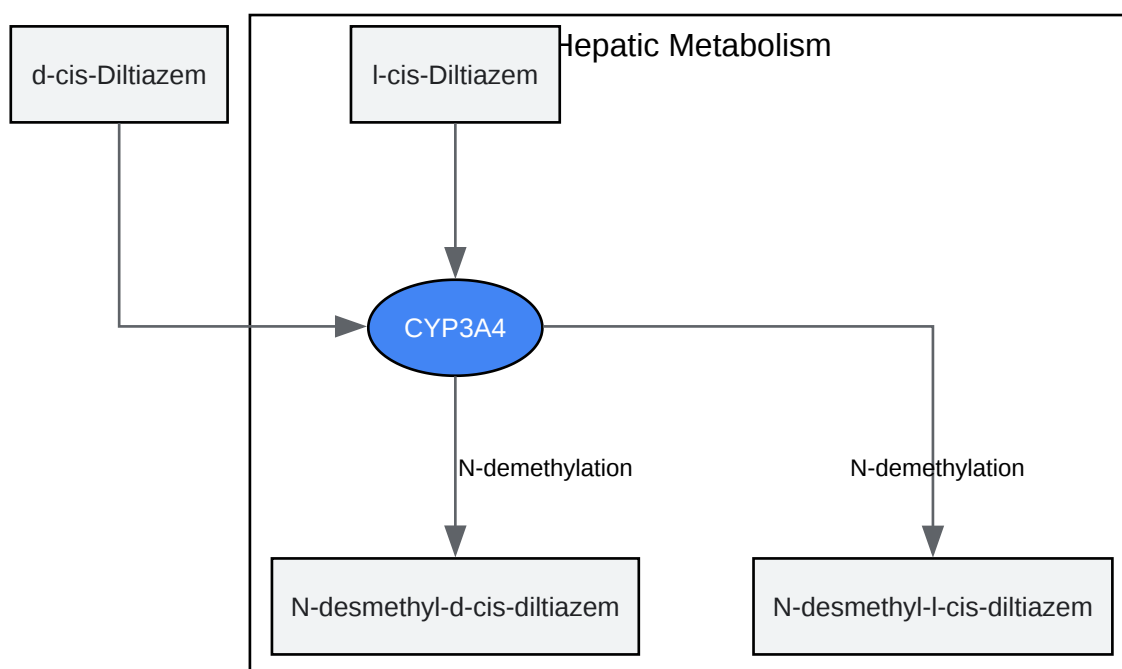 d-cis-Diltiazem
l-cis-Diltiazem
Hepatic Metabolism
CYP3A4
N-demethylation
N-demethylation
N-desmethyl-d-cis-diltiazem
N-desmethyl-l-cis-diltiazem